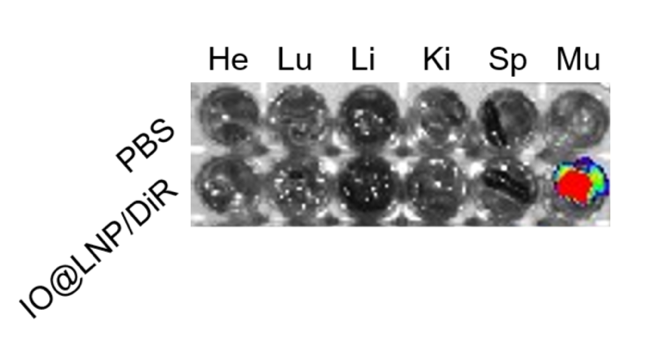 He Lu Li Ki Sp Mu
PBS
IO@LNP/DiR